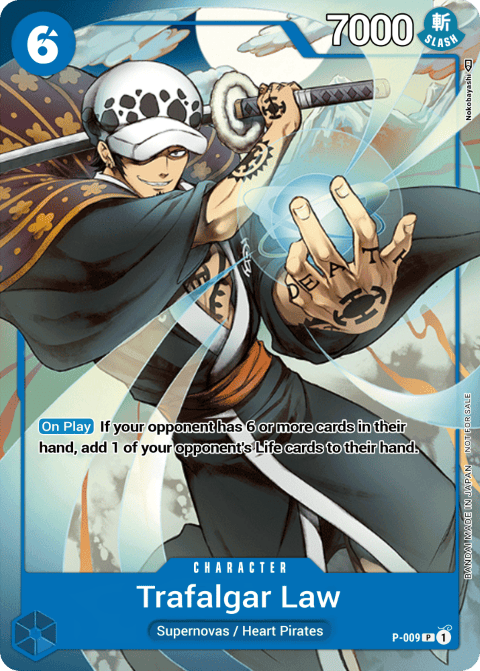 6
7000
斬
SLASH
Nokobayashi
DEATH
On Play If your opponent has 6 or more cards in their
hand, add 1 of your opponent's Life cards to their hand.
BANDAI MADE IN JAPAN NOT FOR SALE
CHARACTER
Trafalgar Law
Supernovas / Heart Pirates
P-009 P 1